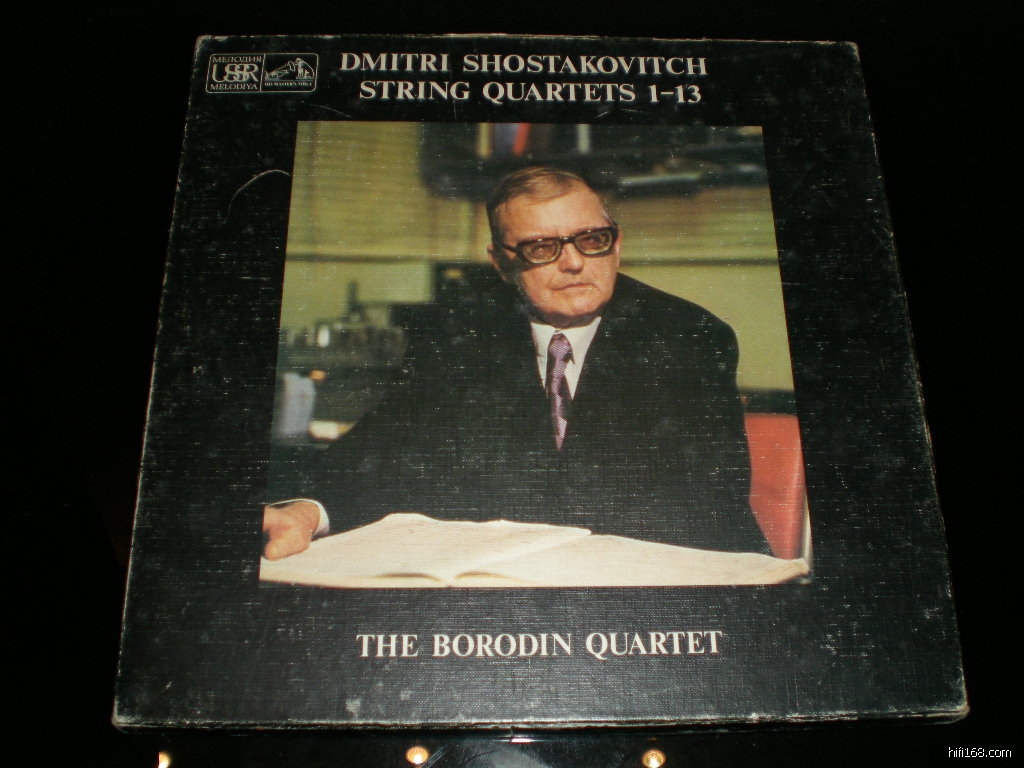 МЕЛОДИЯ
USSR
MELODIYA
HIS MASTER'S VOICE
DMITRI SHOSTAKOVITCH
STRING QUARTETS 1–13
THE BORODIN QUARTET
hifi168.com